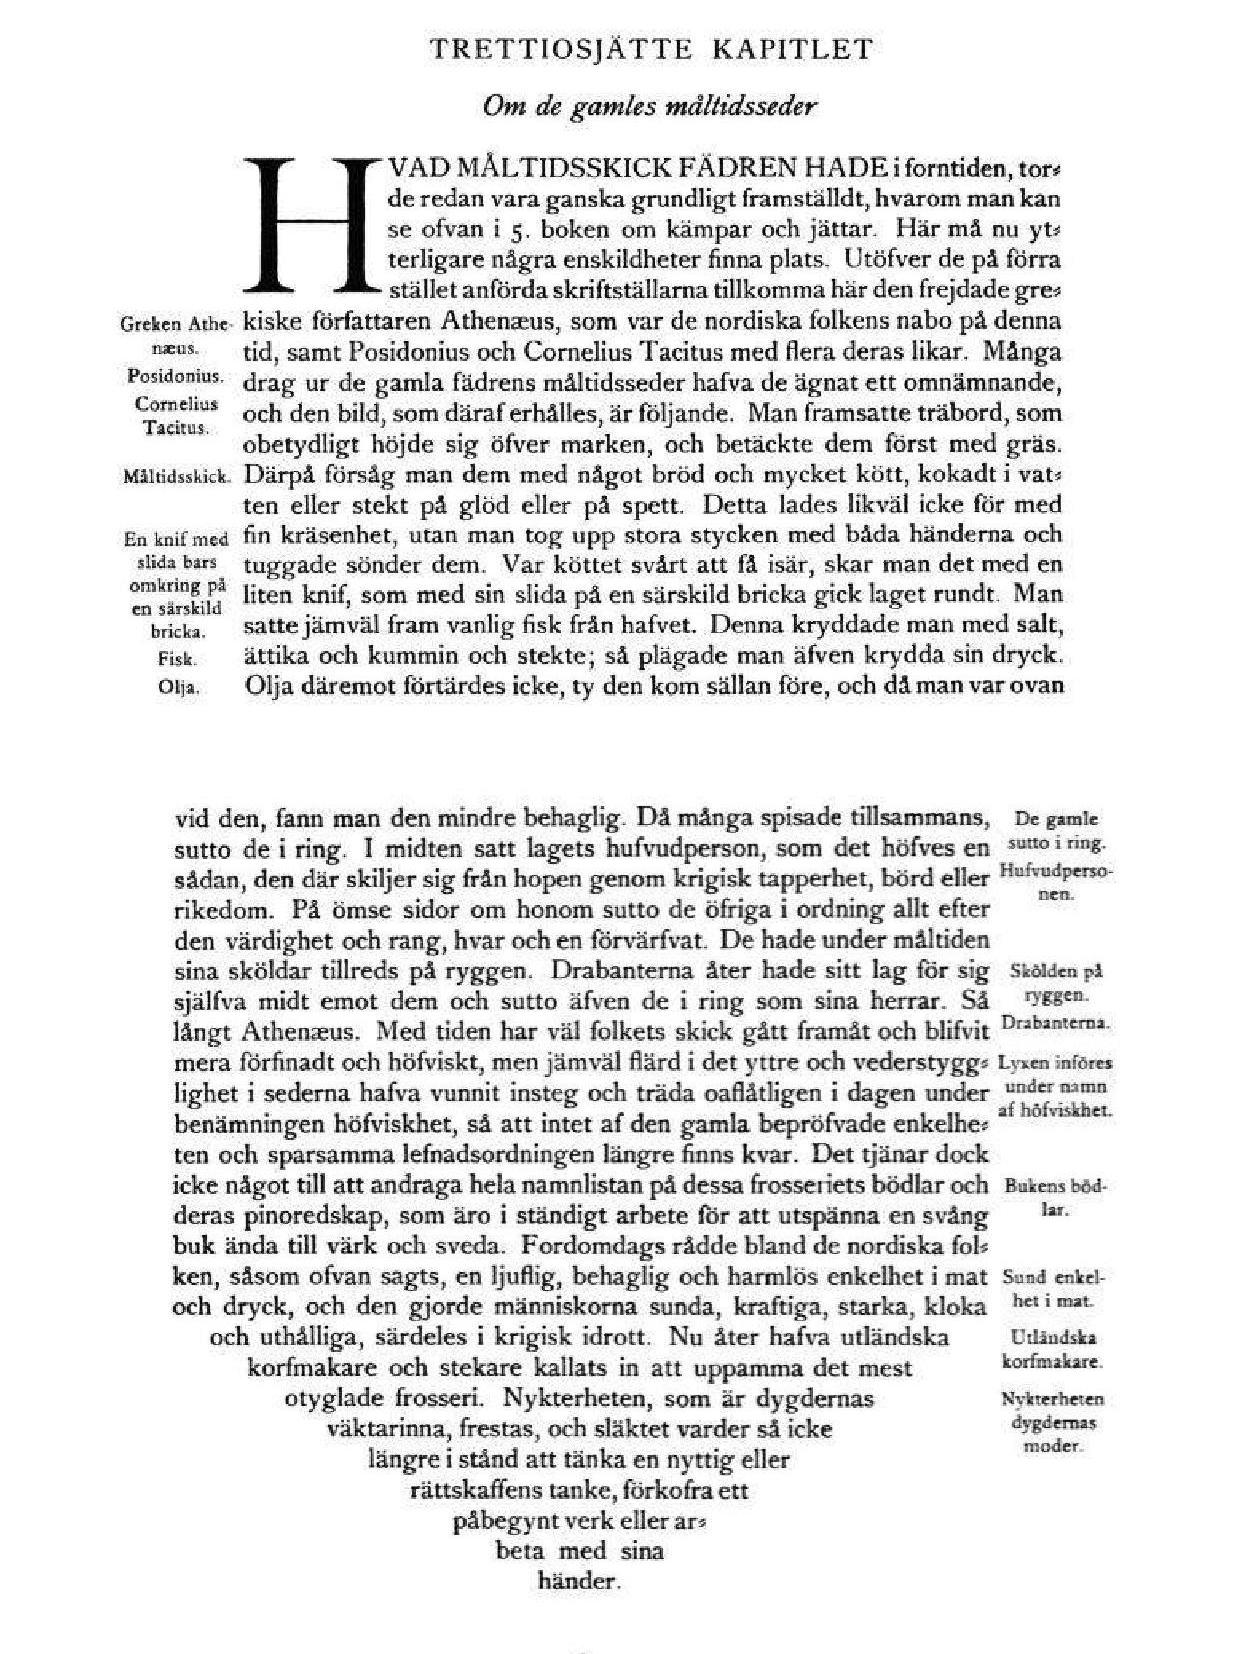 TRETTIOSJÄTTE KAPITLET
Om de gamles måltidsseder
HVAD MÅLTIDSSKICK FÄDREN HADE i forntiden, tor⸗
de redan vara ganska grundligt framställdt, hvarom man kan
se ofvan i 5. boken om kämpar och jättar. Här må nu yt⸗
terligare några enskildheter finna plats. Utöfver de på förra
stället anförda skriftställarna tillkomma här den frejdade gre⸗
Greken Athe- kiske författaren Athenæus, som var de nordiska folkens nabo på denna
næus. tid, samt Posidonius och Cornelius Tacitus med flera deras likar. Många
Posidonius. drag ur de gamla fädrens måltidsseder hafva de ägnat ett omnämnande,
Cornelius och den bild, som däraf erhålles, är följande. Man framsatte träbord, som
Tacitus.
obetydligt höjde sig öfver marken, och betäckte dem först med gräs.
Måltidsskick. Därpå försåg man dem med något bröd och mycket kött, kokadt i vat⸗
ten eller stekt på glöd eller på spett. Detta lades likväl icke för med
En knif med fin kräsenhet, utan man tog upp stora stycken med båda händerna och
slida bars tuggade sönder dem. Var köttet svårt att få isär, skar man det med en
omkring på liten knif, som med sin slida på en särskild bricka gick laget rundt. Man
en särskild
bricka. satte jämväl fram vanlig fisk från hafvet. Denna kryddade man med salt,
Fisk. ättika och kummin och stekte; så plägade man äfven krydda sin dryck.
Olja. Olja däremot förtärdes icke, ty den kom sällan före, och då man var ovan
vid den, fann man den mindre behaglig. Då många spisade tillsammans, De gamle
sutto de i ring. I midten satt lagets hufvudperson, som det höfves en sutto i ring.
sådan, den där skiljer sig från hopen genom krigisk tapperhet, börd eller Hufvudperso-
rikedom. På ömse sidor om honom sutto de öfriga i ordning allt efter nen.
den värdighet och rang, hvar och en förvärfvat. De hade under måltiden
sina sköldar tillreds på ryggen. Drabanterna åter hade sitt lag för sig Skölden på
själfva midt emot dem och sutto äfven de i ring som sina herrar. Så ryggen.
långt Athenæus. Med tiden har väl folkets skick gått framåt och blifvit Drabanterna.
mera förfinadt och höfviskt, men jämväl flärd i det yttre och vederstygg⸗ Lyxen införes
lighet i sederna hafva vunnit insteg och träda oaflåtligen i dagen under under namn
benämningen höfviskhet, så att intet af den gamla bepröfvade enkelhe⸗ af höfviskhet.
ten och sparsamma lefnadsordningen längre finns kvar. Det tjänar dock
icke något till att andraga hela namnlistan på dessa frosseriets bödlar och Bukens böd-
deras pinoredskap, som äro i ständigt arbete för att utspänna en svång lar.
buk ända till värk och sveda. Fordomdags rådde bland de nordiska fol⸗
ken, såsom ofvan sagts, en ljuflig, behaglig och harmlös enkelhet i mat Sund enkel-
och dryck, och den gjorde människorna sunda, kraftiga, starka, kloka het i mat.
och uthålliga, särdeles i krigisk idrott. Nu åter hafva utländska Utländska
korfmakare och stekare kallats in att uppamma det mest korfmakare.
otyglade frosseri. Nykterheten, som är dygdernas Nykterheten
väktarinna, frestas, och släktet varder så icke dygdernas
längre i stånd att tänka en nyttig eller moder.
rättskaffens tanke, förkofra ett
påbegynt verk eller ar⸗
beta med sina
händer.